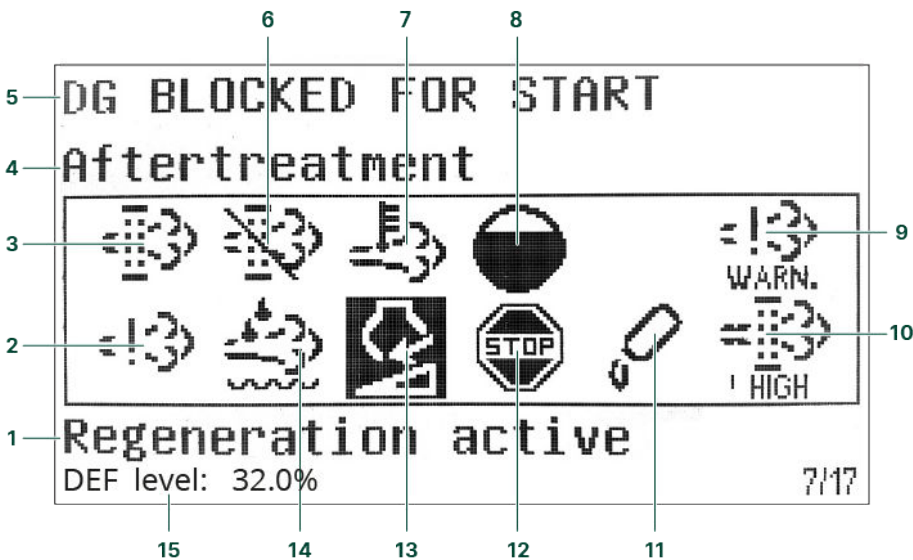 6 7 8
5 DG BLOCKED FOR START
4 Aftertreatment
3 9
WARN.
2 STOP 10
! HIGH
1 Regeneration active
DEF level: 32.0% 7/17
15 14 13 12 11